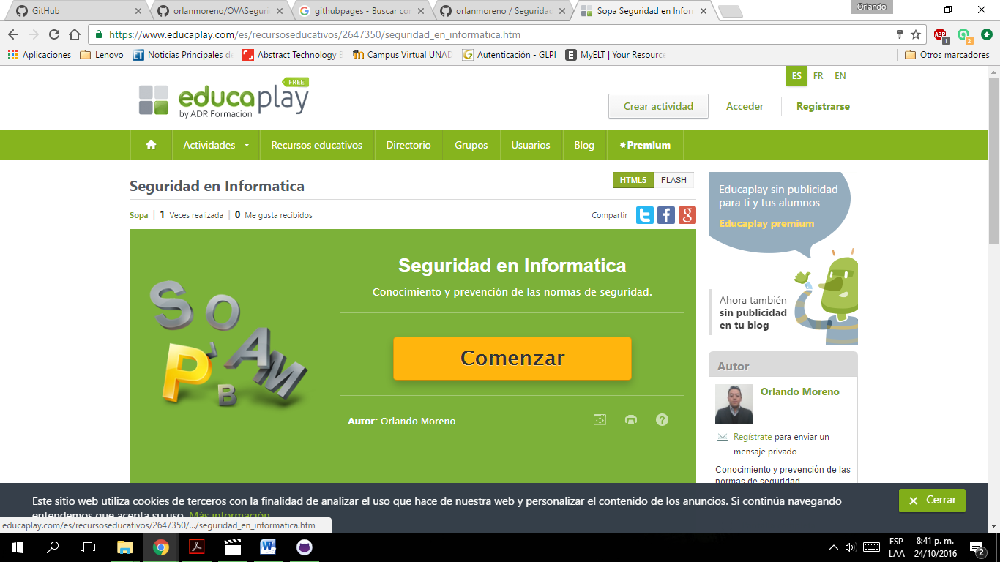 GitHub
orlanmoreno/OVASeguri
githubpages - Buscar con
orlanmoreno / Seguridad
Sopa Seguridad en Inform
Orlando
https://www.educaplay.com/es/recursoseducativos/2647350/seguridad_en_informatica.htm
ABP
1
2
Aplicaciones
Lenovo
ET Noticias Principales de
Abstract Technology B
Campus Virtual UNAD
Autenticación - GLPI
E MyELT | Your Resource
Otros marcadores
FREE
educaplay
by ADR Formación
ES FR EN
Crear actividad
Acceder
Registrarse
Actividades
Recursos educativos
Directorio
Grupos
Usuarios
Blog
Premium
Seguridad en Informatica
HTML5 FLASH
Sopa | 1 Veces realizada | 0 Me gusta recibidos
Compartir
Educaplay sin publicidad
para ti y tus alumnos
Educaplay premium
Ahora también
sin publicidad
en tu blog
S O A M P B
Seguridad en Informatica
Conocimiento y prevención de las normas de seguridad.
Comenzar
Autor: Orlando Moreno
Autor
Orlando Moreno
Regístrate para enviar un
mensaje privado
Conocimiento y prevención de las
normas de seguridad
Este sitio web utiliza cookies de terceros con la finalidad de analizar el uso que hace de nuestra web y personalizar el contenido de los anuncios. Si continúa navegando
entendemos que acepta su uso. Más información
Cerrar
educaplay.com/es/recursoseducativos/2647350/.../seguridad_en_informatica.htm
ESP
LAA
8:41 p. m.
24/10/2016
2